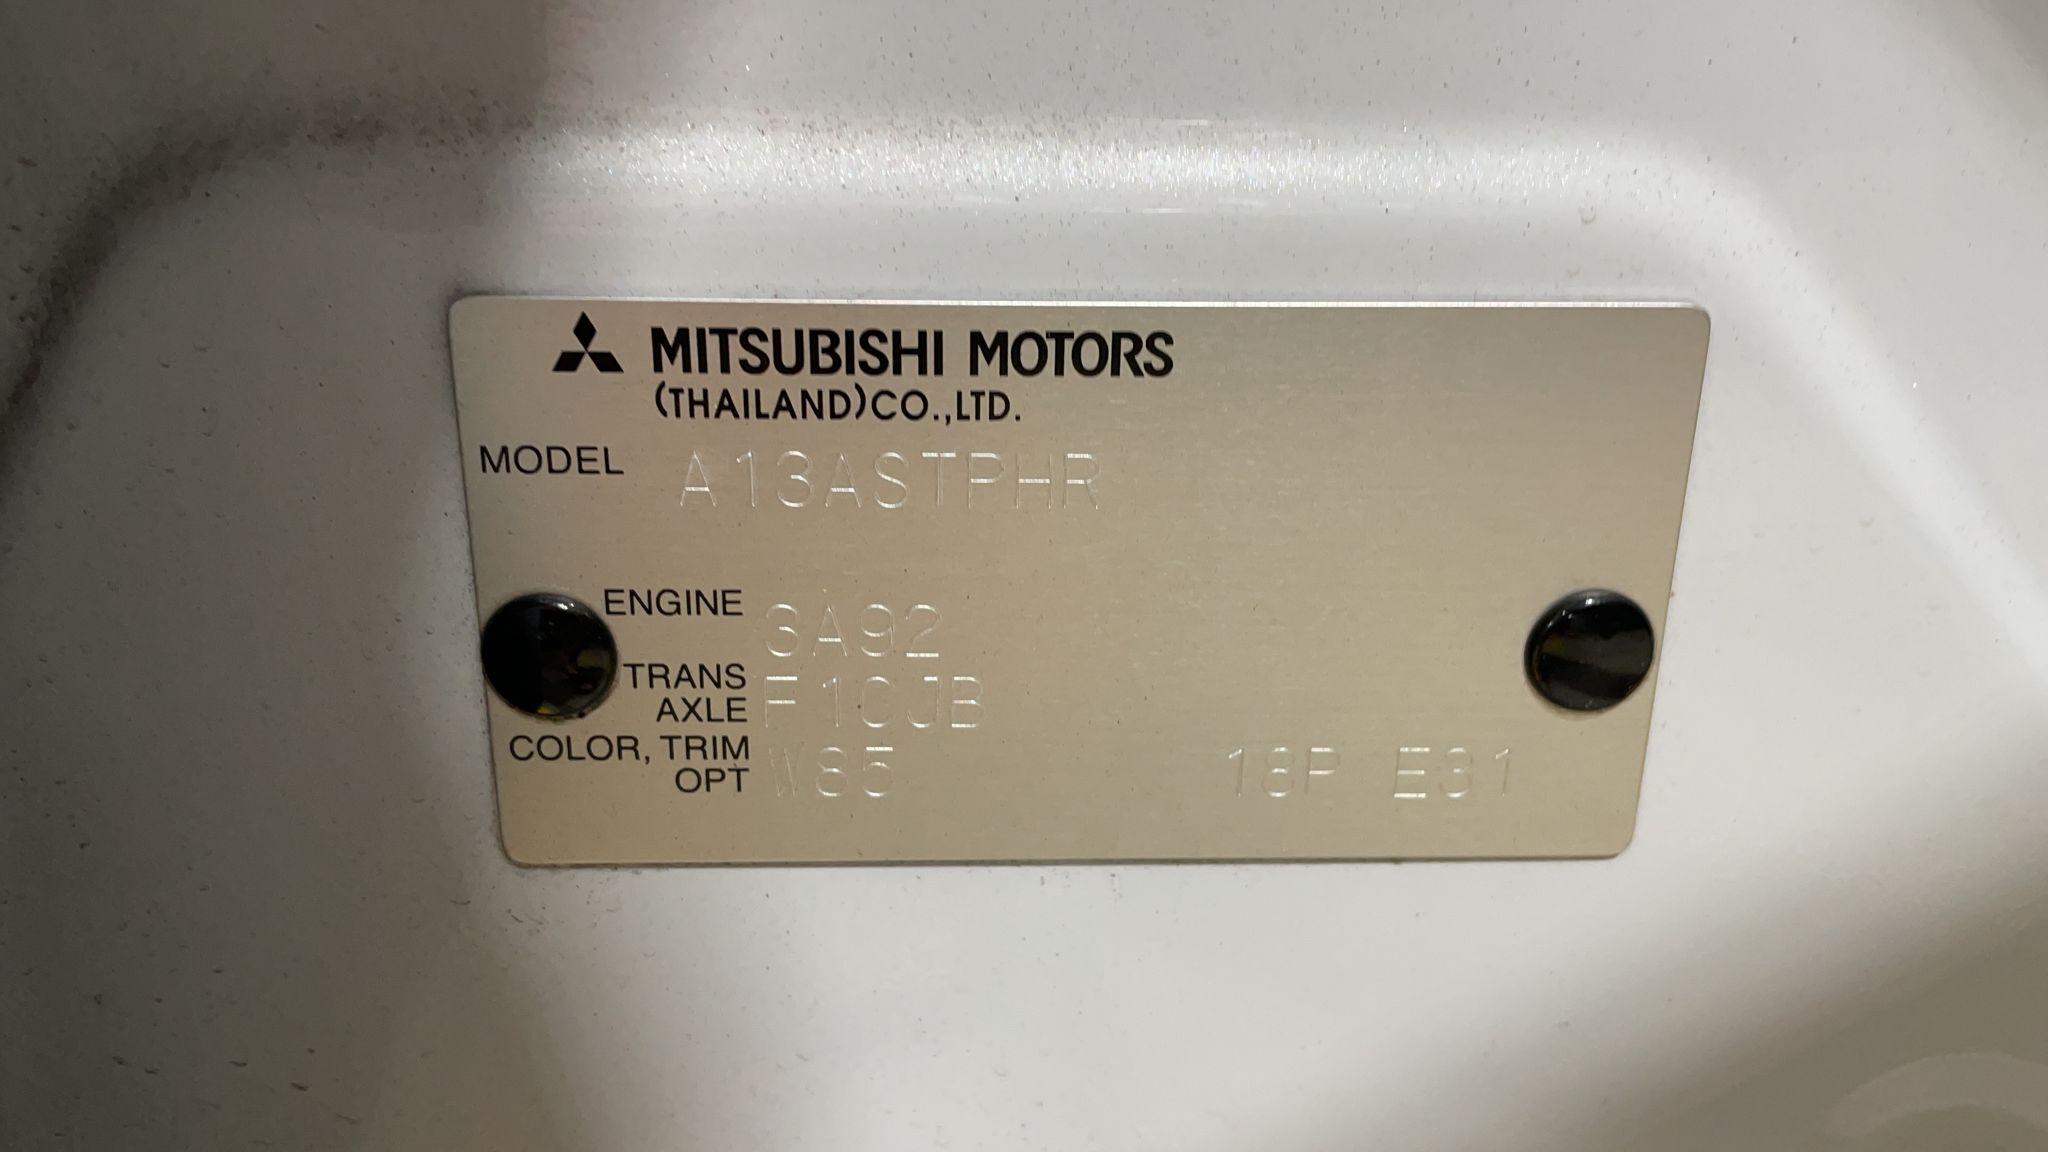 MITSUBISHI MOTORS
(THAILAND)CO.,LTD.
MODEL A13ASTPHR
ENGINE 3A92
TRANS
AXLE F1CJB
COLOR, TRIM
OPT W85 18P E31